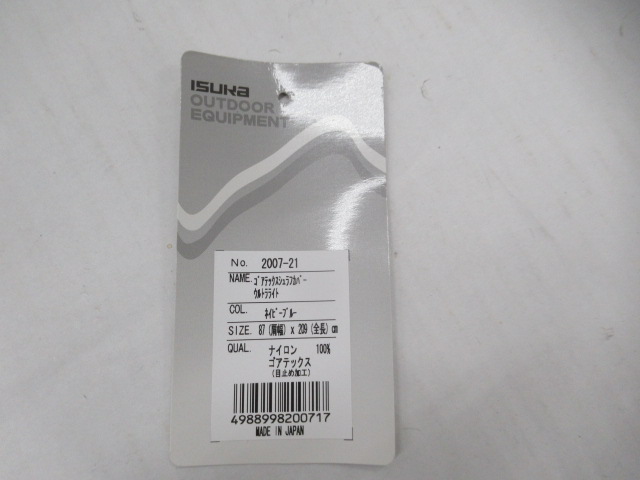 ISUKA
OUTDOOR
EQUIPMENT
No. 2007-21
NAME. ｺﾞｱﾃｯｸｽｼｭﾗﾌｶﾊﾞｰ
ｳﾙﾄﾗﾗｲﾄ
COL. ﾈｲﾋﾞｰﾌﾞﾙｰ
SIZE. 87(肩幅)x 209(全長)cm
QUAL. ナイロン 100%
ゴアテックス
(目止め加工)
4988998200717
MADE IN JAPAN